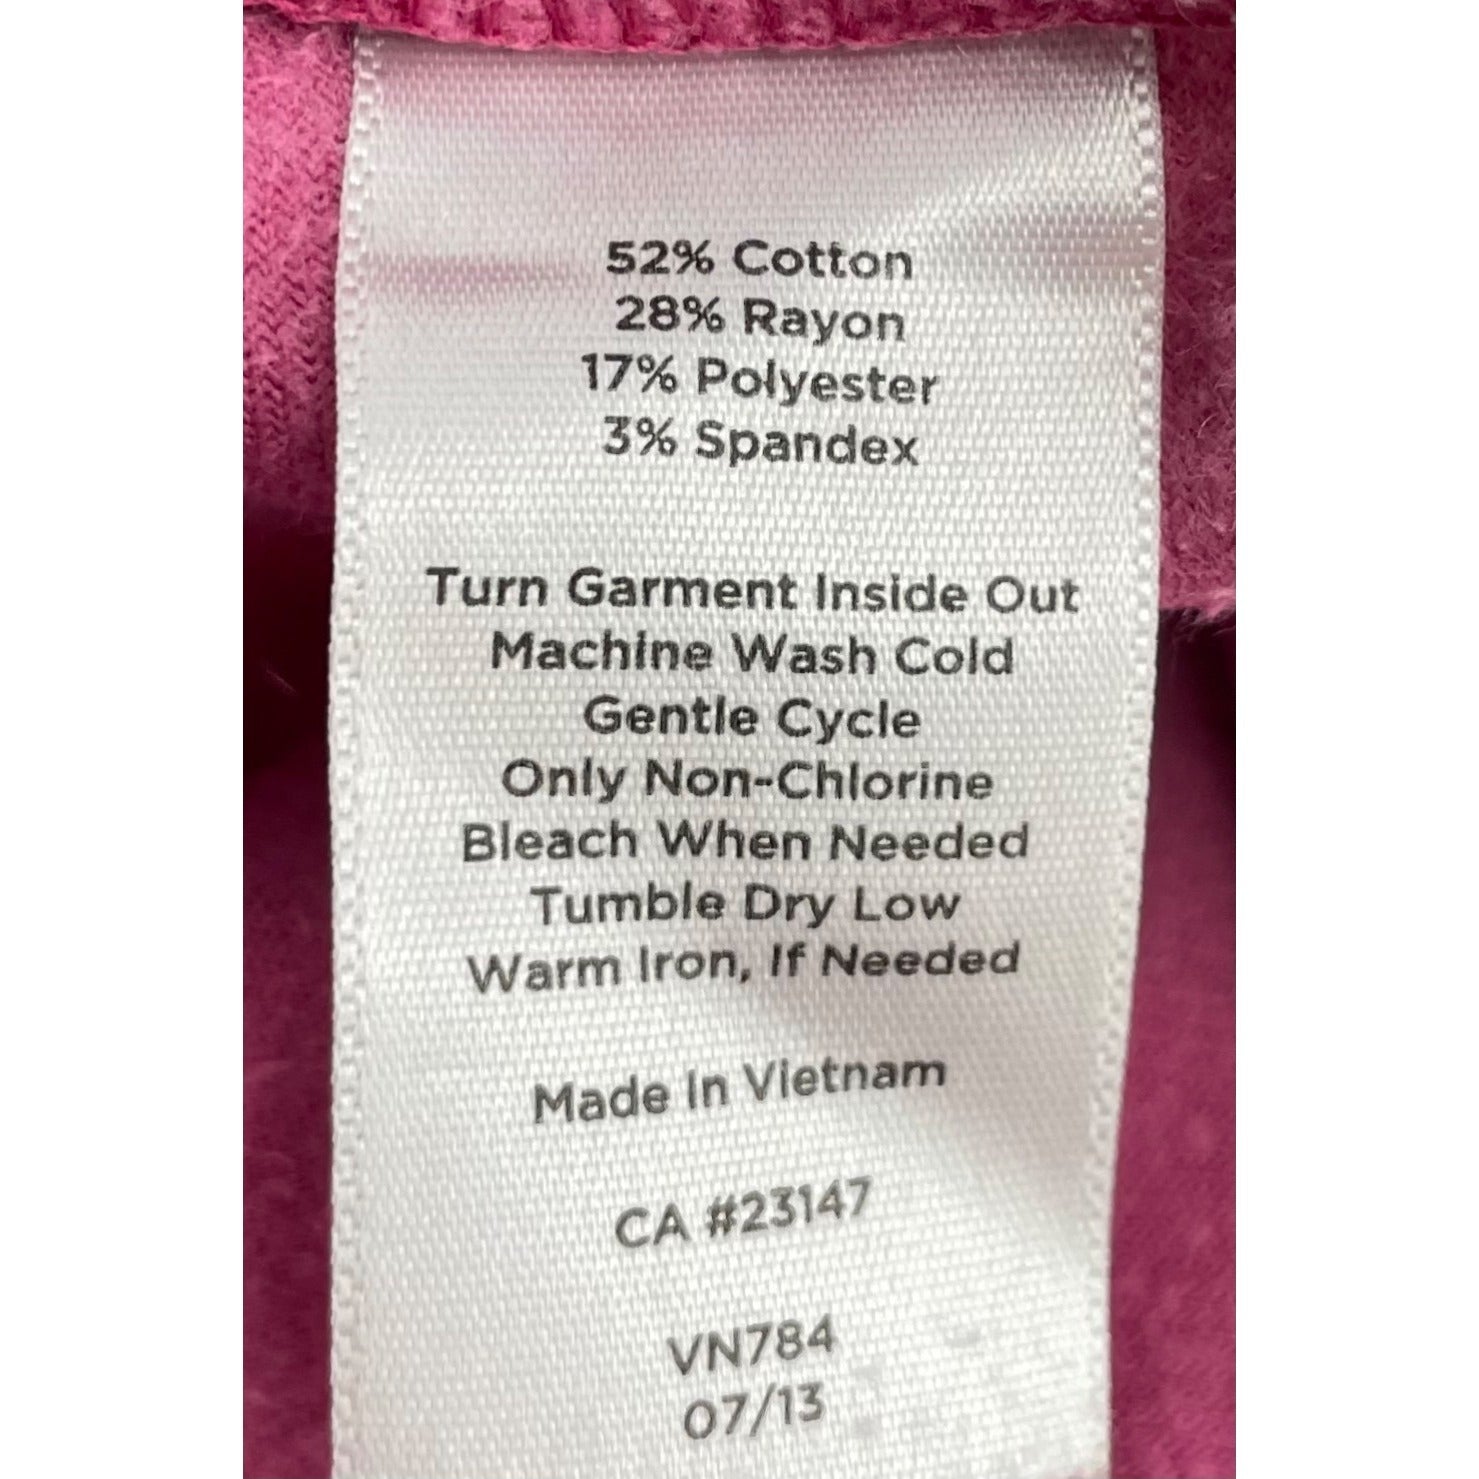 52% Cotton
28% Rayon
17% Polyester
3% Spandex
Turn Garment Inside Out
Machine Wash Cold
Gentle Cycle
Only Non-Chlorine
Bleach When Needed
Tumble Dry Low
Warm Iron, If Needed
Made In Vietnam
CA #23147
VN784
07/13